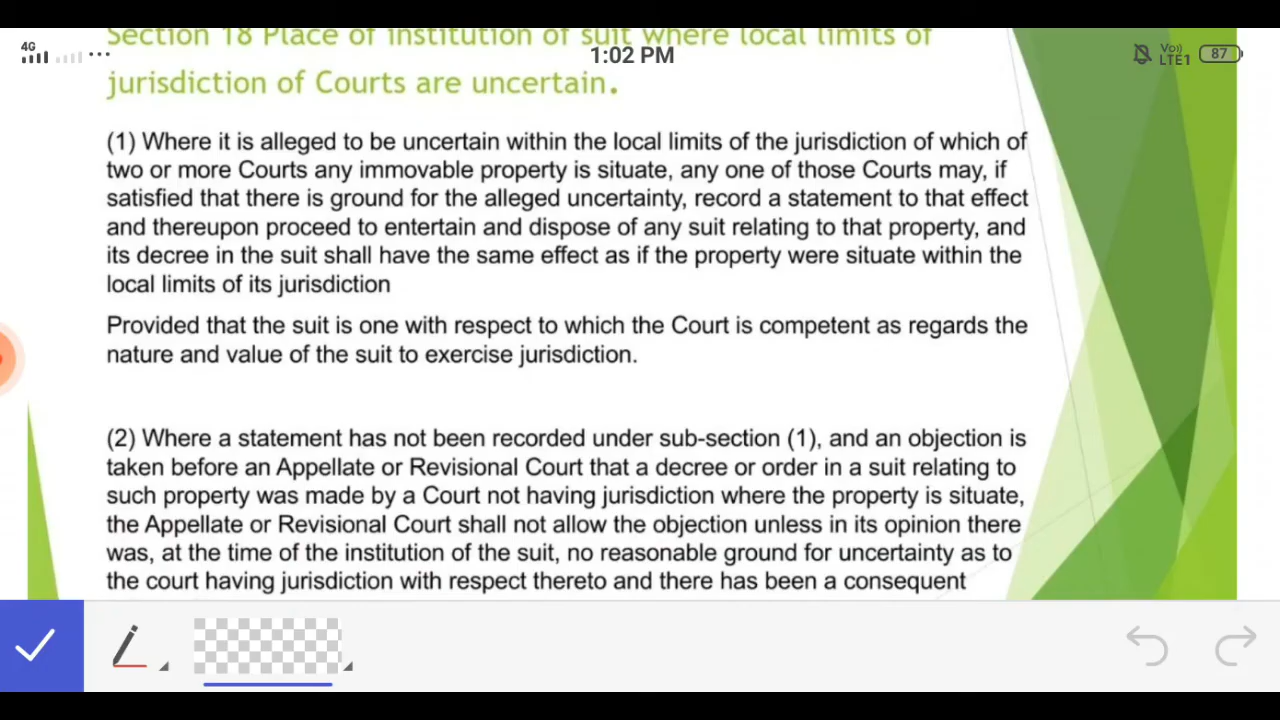 4G
1:02 PM
Vo))
LTE1
87
Section 18 Place of institution of suit where local limits of
jurisdiction of Courts are uncertain.
(1) Where it is alleged to be uncertain within the local limits of the jurisdiction of which of
two or more Courts any immovable property is situate, any one of those Courts may, if
satisfied that there is ground for the alleged uncertainty, record a statement to that effect
and thereupon proceed to entertain and dispose of any suit relating to that property, and
its decree in the suit shall have the same effect as if the property were situate within the
local limits of its jurisdiction
Provided that the suit is one with respect to which the Court is competent as regards the
nature and value of the suit to exercise jurisdiction.
(2) Where a statement has not been recorded under sub-section (1), and an objection is
taken before an Appellate or Revisional Court that a decree or order in a suit relating to
such property was made by a Court not having jurisdiction where the property is situate,
the Appellate or Revisional Court shall not allow the objection unless in its opinion there
was, at the time of the institution of the suit, no reasonable ground for uncertainty as to
the court having jurisdiction with respect thereto and there has been a consequent